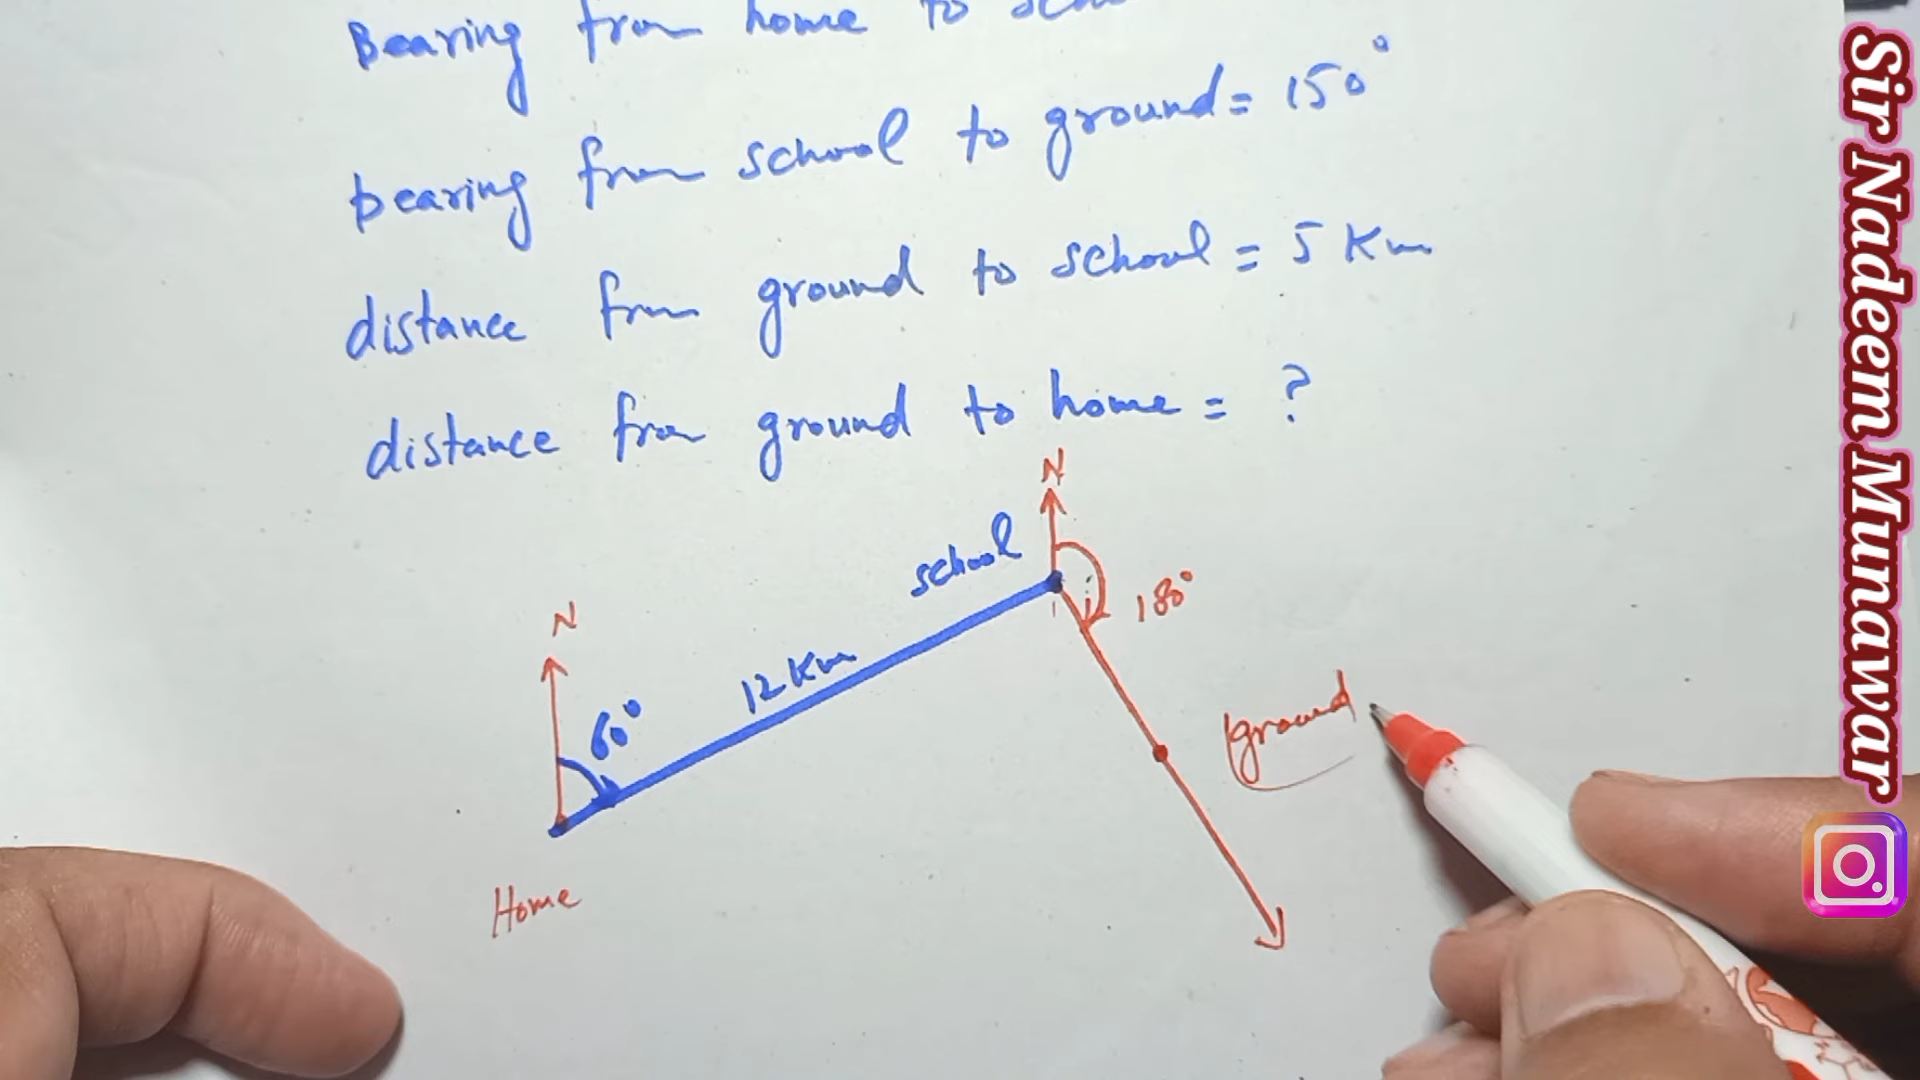 Bearing from home to
bearing from school to ground = 150°
distance from ground to school = 5 Km
distance from ground to home = ?
N
school
180°
N
60°
12 Km
ground
Home
Sir Nadeem Munawar